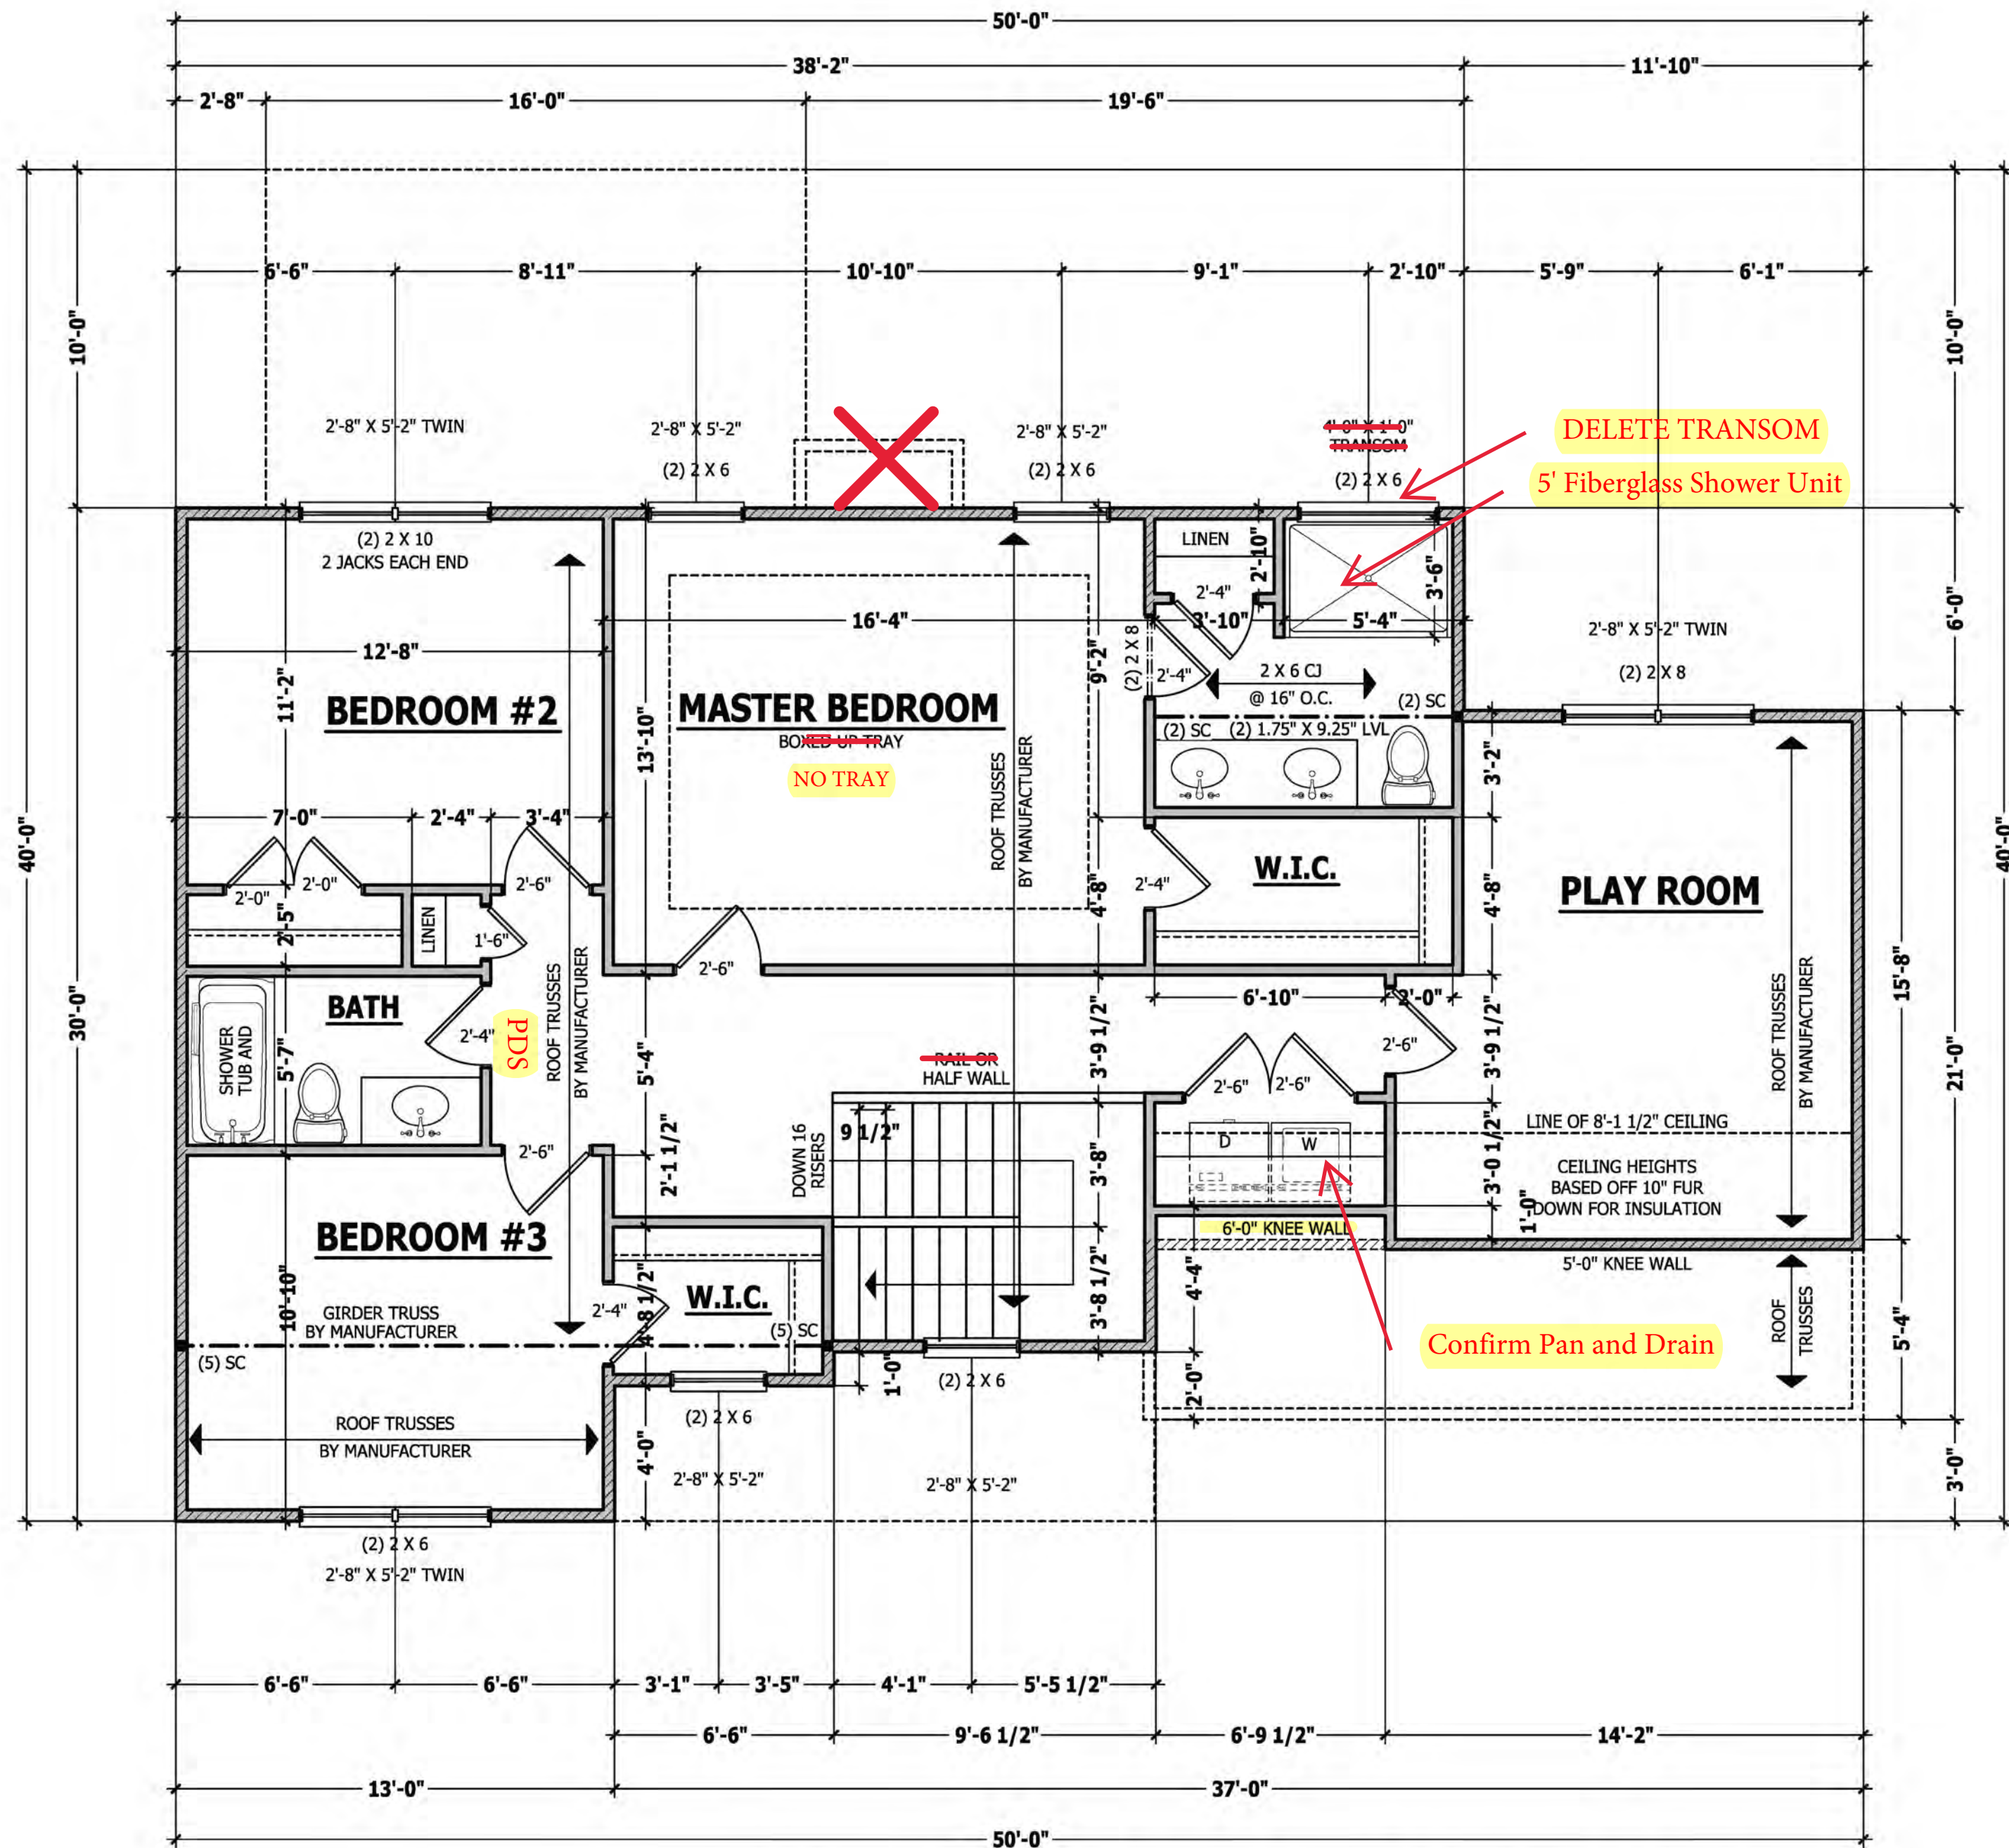 50'-0"
38'-2"
11'-10"
2'-8"
16'-0"
19'-6"
6'-6"
8'-11"
10'-10"
9'-1"
2'-10"
5'-9"
6'-1"
10'-0"
10'-0"
2'-8" X 5'-2" TWIN
2'-8" X 5'-2"
(2) 2 X 6
2'-8" X 5'-2"
(2) 2 X 6
4'-0" X 1'-0"
TRANSOM
(2) 2 X 6
DELETE TRANSOM
5' Fiberglass Shower Unit
(2) 2 X 10
2 JACKS EACH END
LINEN
2'-10"
3'-6"
2'-4"
3'-10"
5'-4"
6'-0"
2'-8" X 5'-2" TWIN
(2) 2 X 8
12'-8"
16'-4"
11'-2"
BEDROOM #2
13'-10"
MASTER BEDROOM
BOXED UP TRAY
NO TRAY
9'-2"
(2) 2 X 8
2'-4"
2 X 6 CJ
@ 16" O.C.
(2) SC
(2) SC
(2) 1.75" X 9.25" LVL
3'-2"
ROOF TRUSSES
BY MANUFACTURER
40'-0"
40'-0"
7'-0"
2'-4"
3'-4"
2'-0"
2'-0"
2'-6"
2'-5"
LINEN
1'-6"
2'-6"
4'-8"
2'-4"
W.I.C.
4'-8"
PLAY ROOM
30'-0"
15'-8"
21'-0"
BATH
SHOWER
TUB AND
5'-7"
2'-4"
PDS
ROOF TRUSSES
BY MANUFACTURER
5'-4"
RAIL OR
HALF WALL
3'-9 1/2"
6'-10"
2'-0"
2'-6"
2'-6"
2'-6"
3'-9 1/2"
ROOF TRUSSES
BY MANUFACTURER
LINE OF 8'-1 1/2" CEILING
CEILING HEIGHTS
BASED OFF 10" FUR
DOWN FOR INSULATION
2'-6"
2'-1 1/2"
DOWN 16
RISERS
9 1/2"
3'-8"
D
W
3'-0 1/2"
1'-0"
6'-0" KNEE WALL
5'-0" KNEE WALL
BEDROOM #3
10'-10"
GIRDER TRUSS
BY MANUFACTURER
(5) SC
2'-4"
4'-8 1/2"
W.I.C.
(5) SC
3'-8 1/2"
4'-4"
ROOF
TRUSSES
5'-4"
Confirm Pan and Drain
1'-0"
(2) 2 X 6
2'-0"
ROOF TRUSSES
BY MANUFACTURER
4'-0"
(2) 2 X 6
2'-8" X 5'-2"
2'-8" X 5'-2"
3'-0"
(2) 2 X 6
2'-8" X 5'-2" TWIN
6'-6"
6'-6"
3'-1"
3'-5"
4'-1"
5'-5 1/2"
6'-6"
9'-6 1/2"
6'-9 1/2"
14'-2"
13'-0"
37'-0"
50'-0"